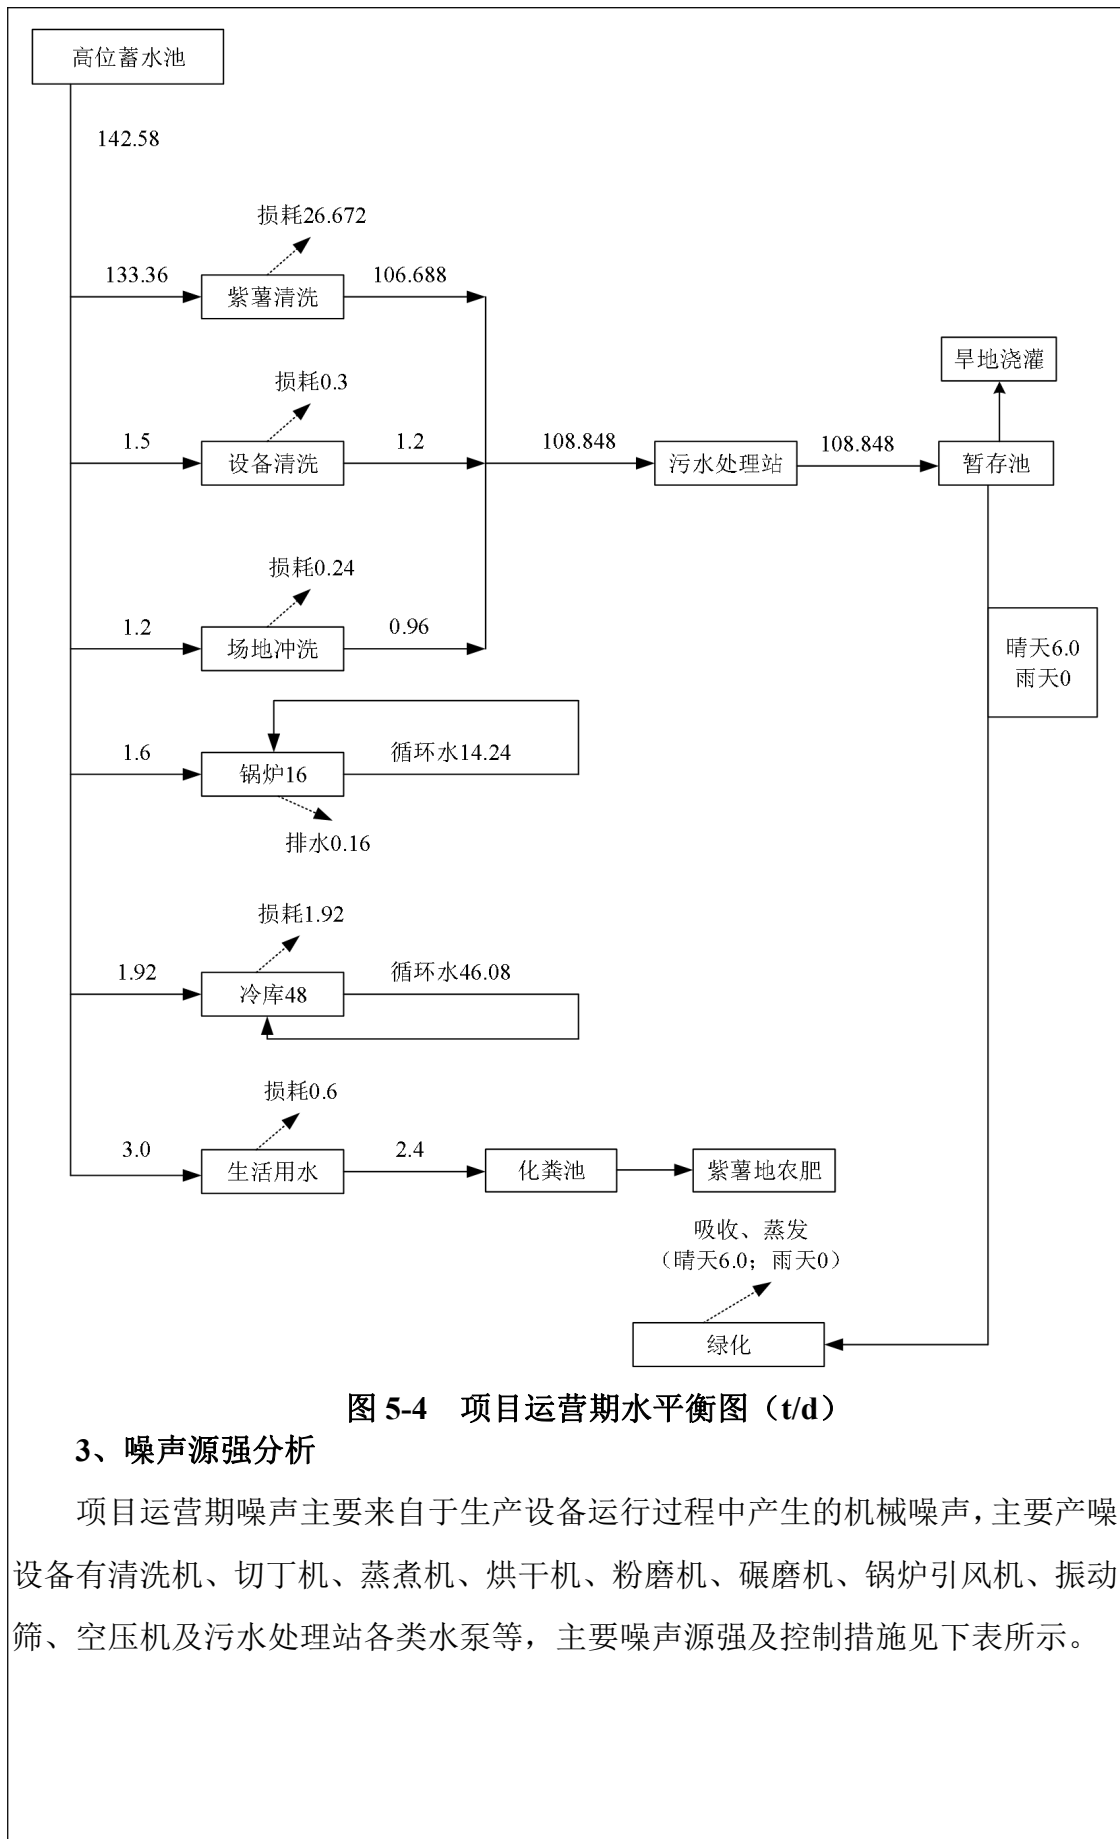 高位蓄水池
142.58
损耗26.672
133.36
紫薯清洗
106.688
旱地浇灌
损耗0.3
1.5
设备清洗
1.2
108.848
污水处理站
108.848
暂存池
损耗0.24
1.2
场地冲洗
0.96
晴天6.0
雨天0
1.6
锅炉16
循环水14.24
排水0.16
损耗1.92
1.92
冷库48
循环水46.08
损耗0.6
3.0
生活用水
2.4
化粪池
紫薯地农肥
吸收、蒸发
（晴天6.0；雨天0）
绿化
图 5-4 项目运营期水平衡图（t/d）
3、噪声源强分析
项目运营期噪声主要来自于生产设备运行过程中产生的机械噪声，主要产噪
设备有清洗机、切丁机、蒸煮机、烘干机、粉磨机、碾磨机、锅炉引风机、振动
筛、空压机及污水处理站各类水泵等，主要噪声源强及控制措施见下表所示。